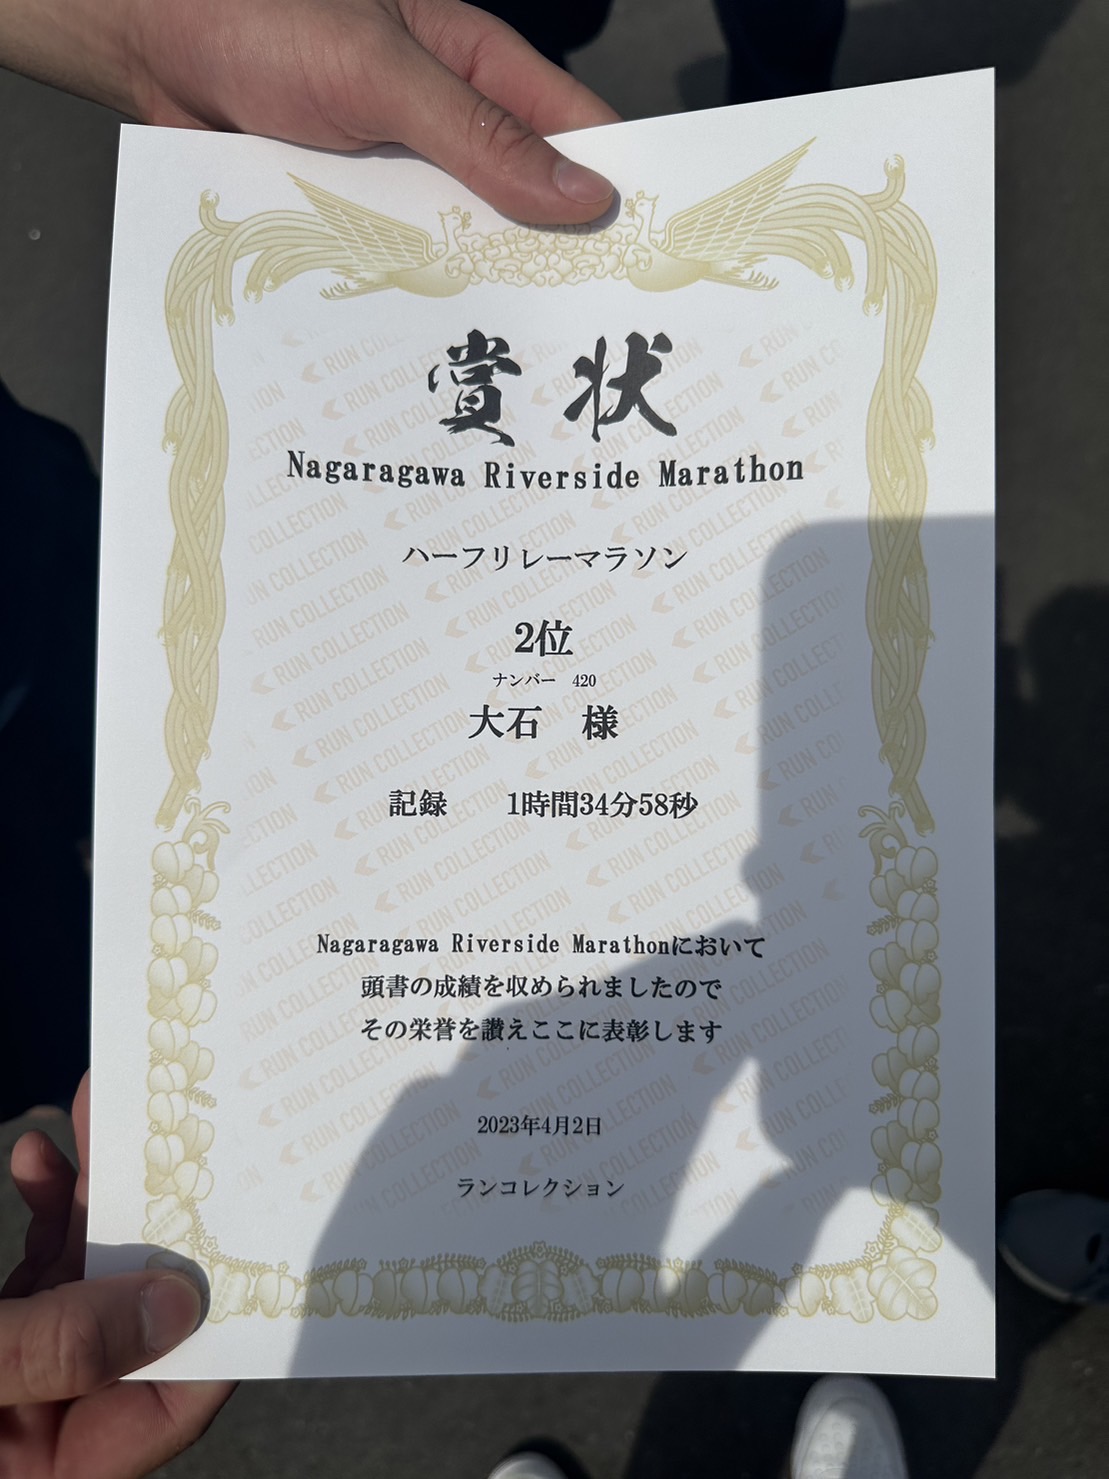 賞状
Nagaragawa Riverside Marathon
ハーフリレーマラソン
2位
ナンバー 420
大石 様
記録 1時間34分58秒
Nagaragawa Riverside Marathonにおいて
頭書の成績を収められましたので
その栄誉を讃えここに表彰します
2023年4月2日
ランコレクション
RUN COLLECTION